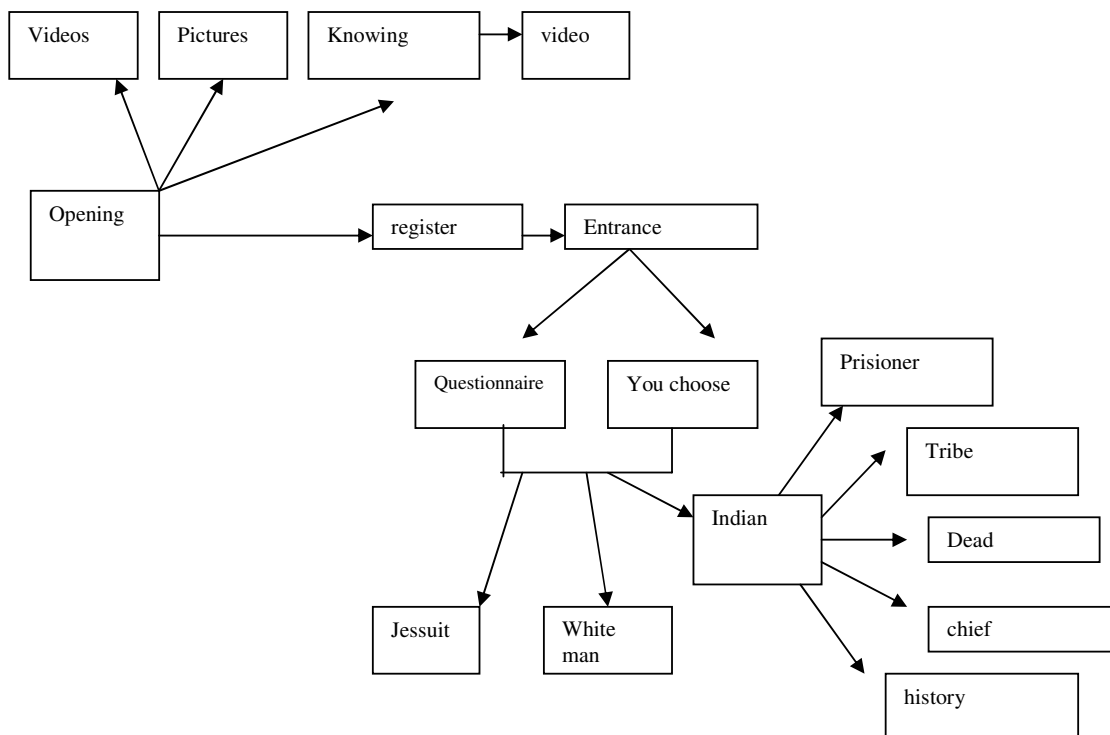 Videos
Pictures
Knowing
video
Opening
register
Entrance
Questionnaire
You choose
Prisioner
Tribe
Indian
Dead
Jessuit
White
man
chief
history